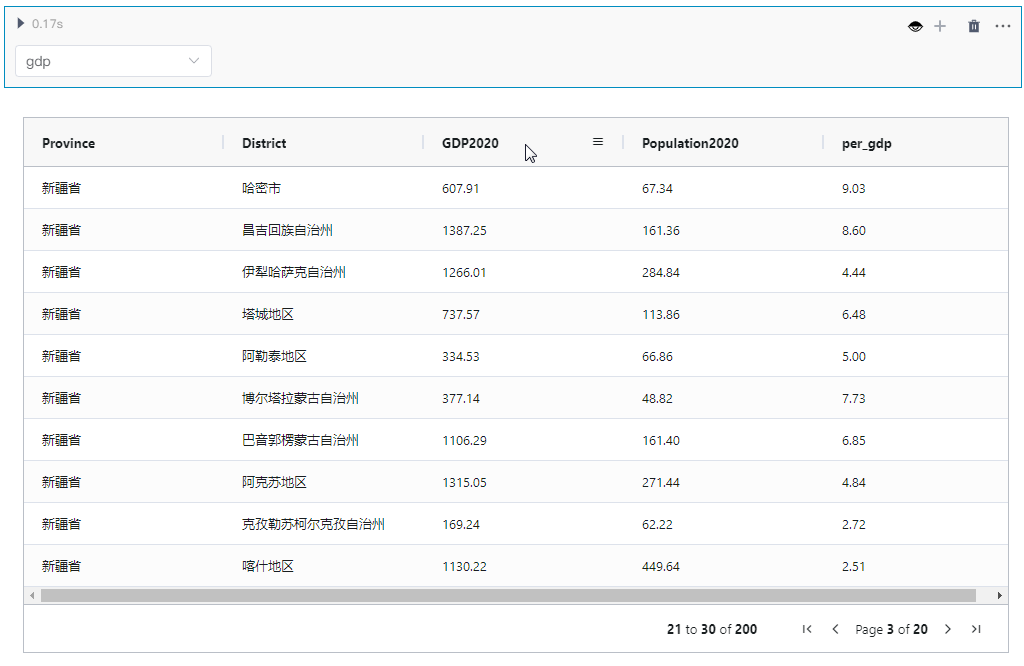 0.17s
gdp
Province District GDP2020 Population2020 per_gdp
新疆省 哈密市 607.91 67.34 9.03
新疆省 昌吉回族自治州 1387.25 161.36 8.60
新疆省 伊犁哈萨克自治州 1266.01 284.84 4.44
新疆省 塔城地区 737.57 113.86 6.48
新疆省 阿勒泰地区 334.53 66.86 5.00
新疆省 博尔塔拉蒙古自治州 377.14 48.82 7.73
新疆省 巴音郭楞蒙古自治州 1106.29 161.40 6.85
新疆省 阿克苏地区 1315.05 271.44 4.84
新疆省 克孜勒苏柯尔克孜自治州 169.24 62.22 2.72
新疆省 喀什地区 1130.22 449.64 2.51
21 to 30 of 200 Page 3 of 20